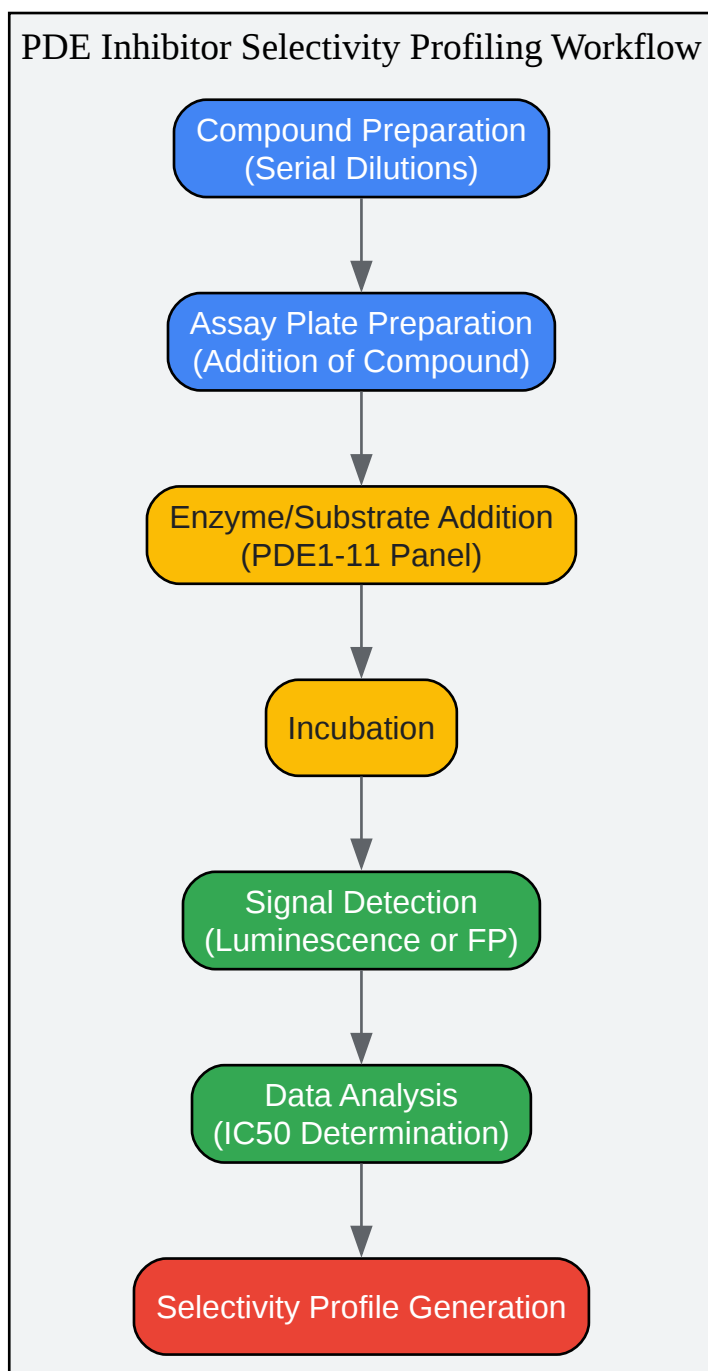 PDE Inhibitor Selectivity Profiling Workflow
Compound Preparation
(Serial Dilutions)
Assay Plate Preparation
(Addition of Compound)
Enzyme/Substrate Addition
(PDE1-11 Panel)
Incubation
Signal Detection
(Luminescence or FP)
Data Analysis
(IC50 Determination)
Selectivity Profile Generation